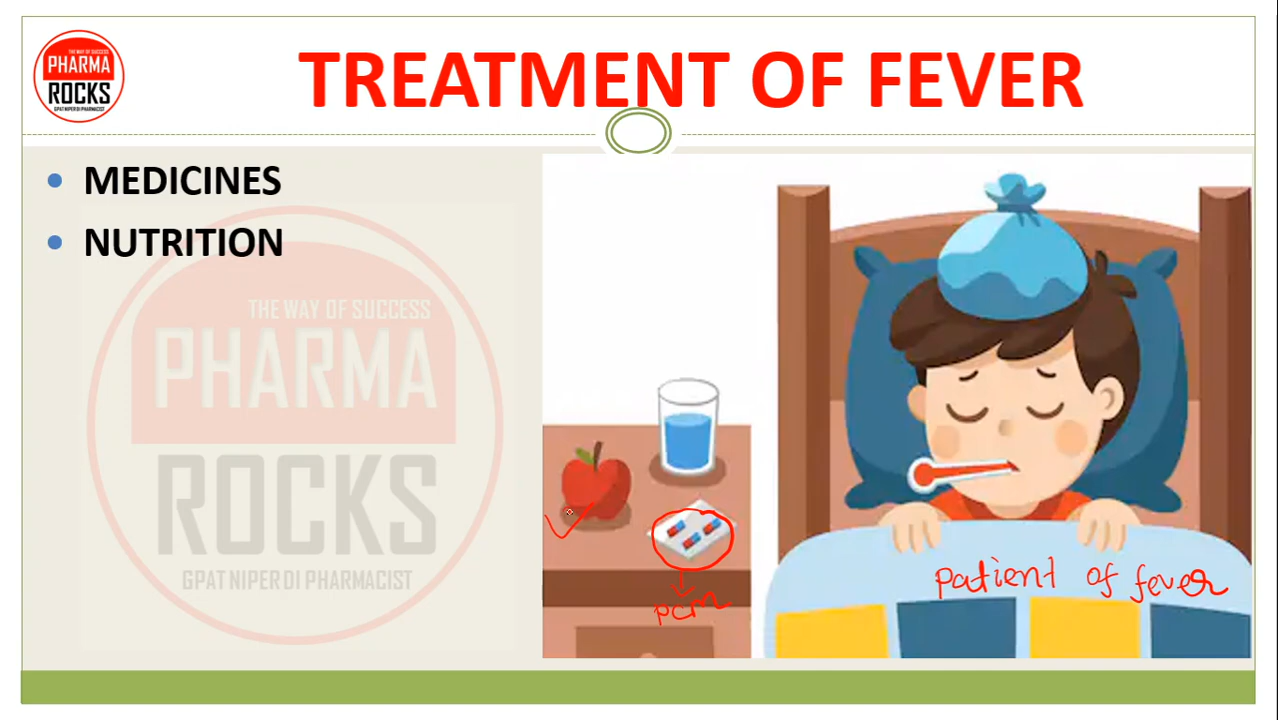 THE WAY OF SUCCESS
PHARMA
ROCKS
GPAT NIPER DI PHARMACIST
TREATMENT OF FEVER
• MEDICINES
• NUTRITION
THE WAY OF SUCCESS
PHARMA
ROCKS
GPAT NIPER DI PHARMACIST
pcm
patient of fever